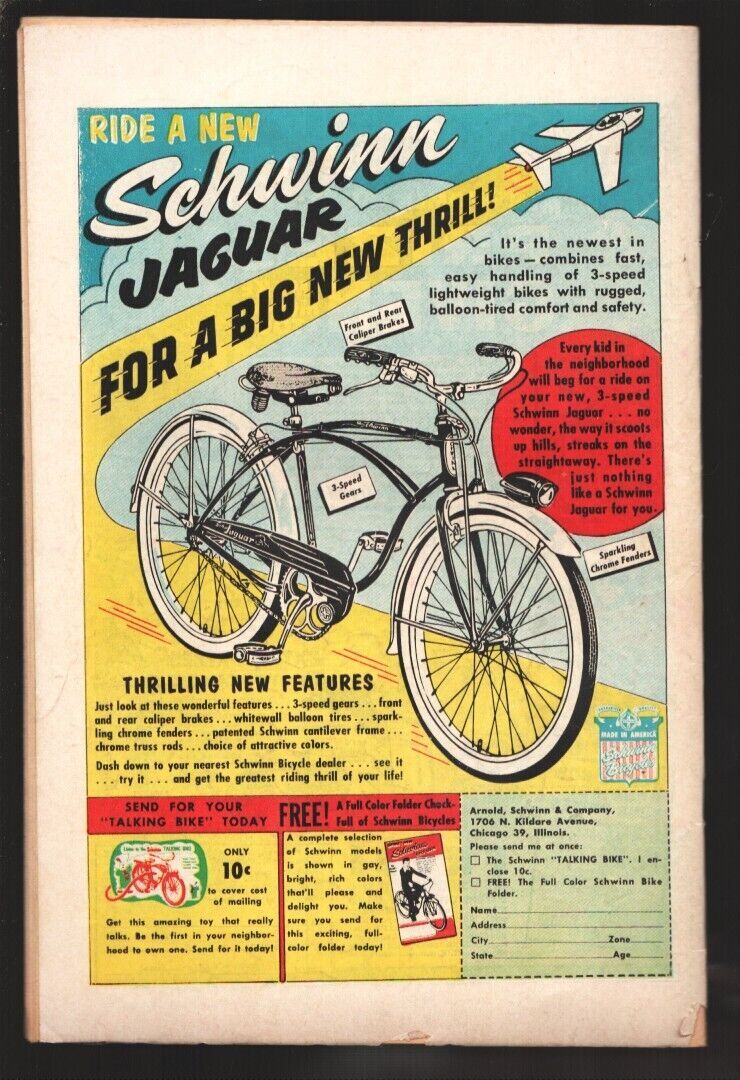 RIDE A NEW
Schwinn
JAGUAR
FOR A BIG NEW THRILL!
It's the newest in
bikes — combines fast,
easy handling of 3-speed
lightweight bikes with rugged,
balloon-tired comfort and safety.
Front and Rear
Caliper Brakes
Every kid in
the neighborhood
will beg for a ride on
your new, 3-speed
Schwinn Jaguar . . . no
wonder, the way it scoots
up hills, streaks on the
straightaway. There's
just nothing
like a Schwinn
Jaguar for you.
Schwinn
3-Speed
Gears
Jaguar
Sparkling
Chrome Fenders
THRILLING NEW FEATURES
Just look at these wonderful features . . . 3-speed gears . . . front
and rear caliper brakes . . . whitewall balloon tires . . . spark-
ling chrome fenders . . . patented Schwinn cantilever frame . . .
chrome truss rods . . . choice of attractive colors.
Dash down to your nearest Schwinn Bicycle dealer . . . see it
. . . try it . . . and get the greatest riding thrill of your life!
MADE IN AMERICA
Schwinn
Bicycles
SEND FOR YOUR
"TALKING BIKE" TODAY
TALKING BIKE
ONLY
10¢
to cover cost
of mailing
Get this amazing toy that really
talks. Be the first in your neighbor-
hood to own one. Send for it today!
FREE! A Full Color Folder Chock-
Full of Schwinn Bicycles
A complete selection
of Schwinn models
is shown in gay,
bright, rich colors
that'll please and
delight you. Make
sure you send for
this exciting, full-
color folder today!
Schwinn
Arnold, Schwinn & Company,
1706 N. Kildare Avenue,
Chicago 39, Illinois.
Please send me at once:
☐ The Schwinn "TALKING BIKE". I en-
close 10c.
☐ FREE! The Full Color Schwinn Bike
Folder.
Name
Address
City Zone
State Age